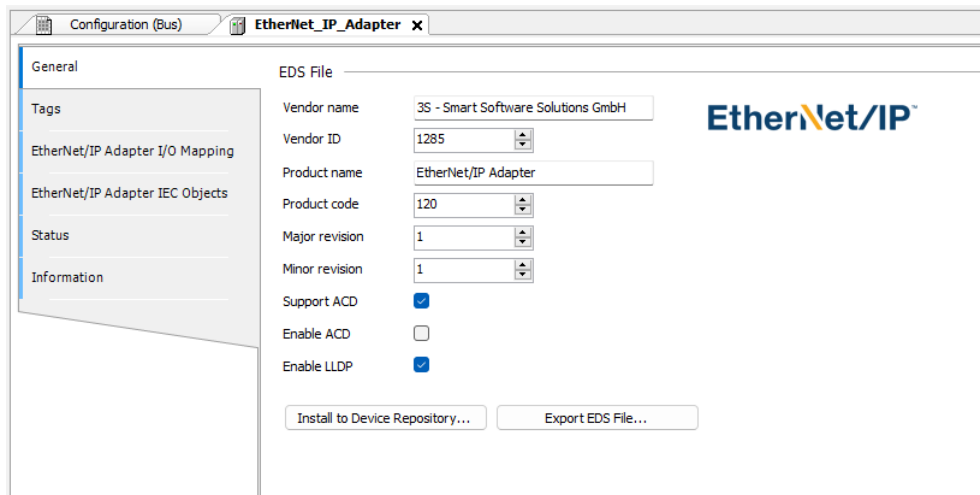 Configuration (Bus)
EtherNet_IP_Adapter
General
Tags
EtherNet/IP Adapter I/O Mapping
EtherNet/IP Adapter IEC Objects
Status
Information
EDS File
Vendor name 3S - Smart Software Solutions GmbH
Vendor ID 1285
Product name EtherNet/IP Adapter
Product code 120
Major revision 1
Minor revision 1
Support ACD
Enable ACD
Enable LLDP
Install to Device Repository...
Export EDS File...
EtherNet/IP™